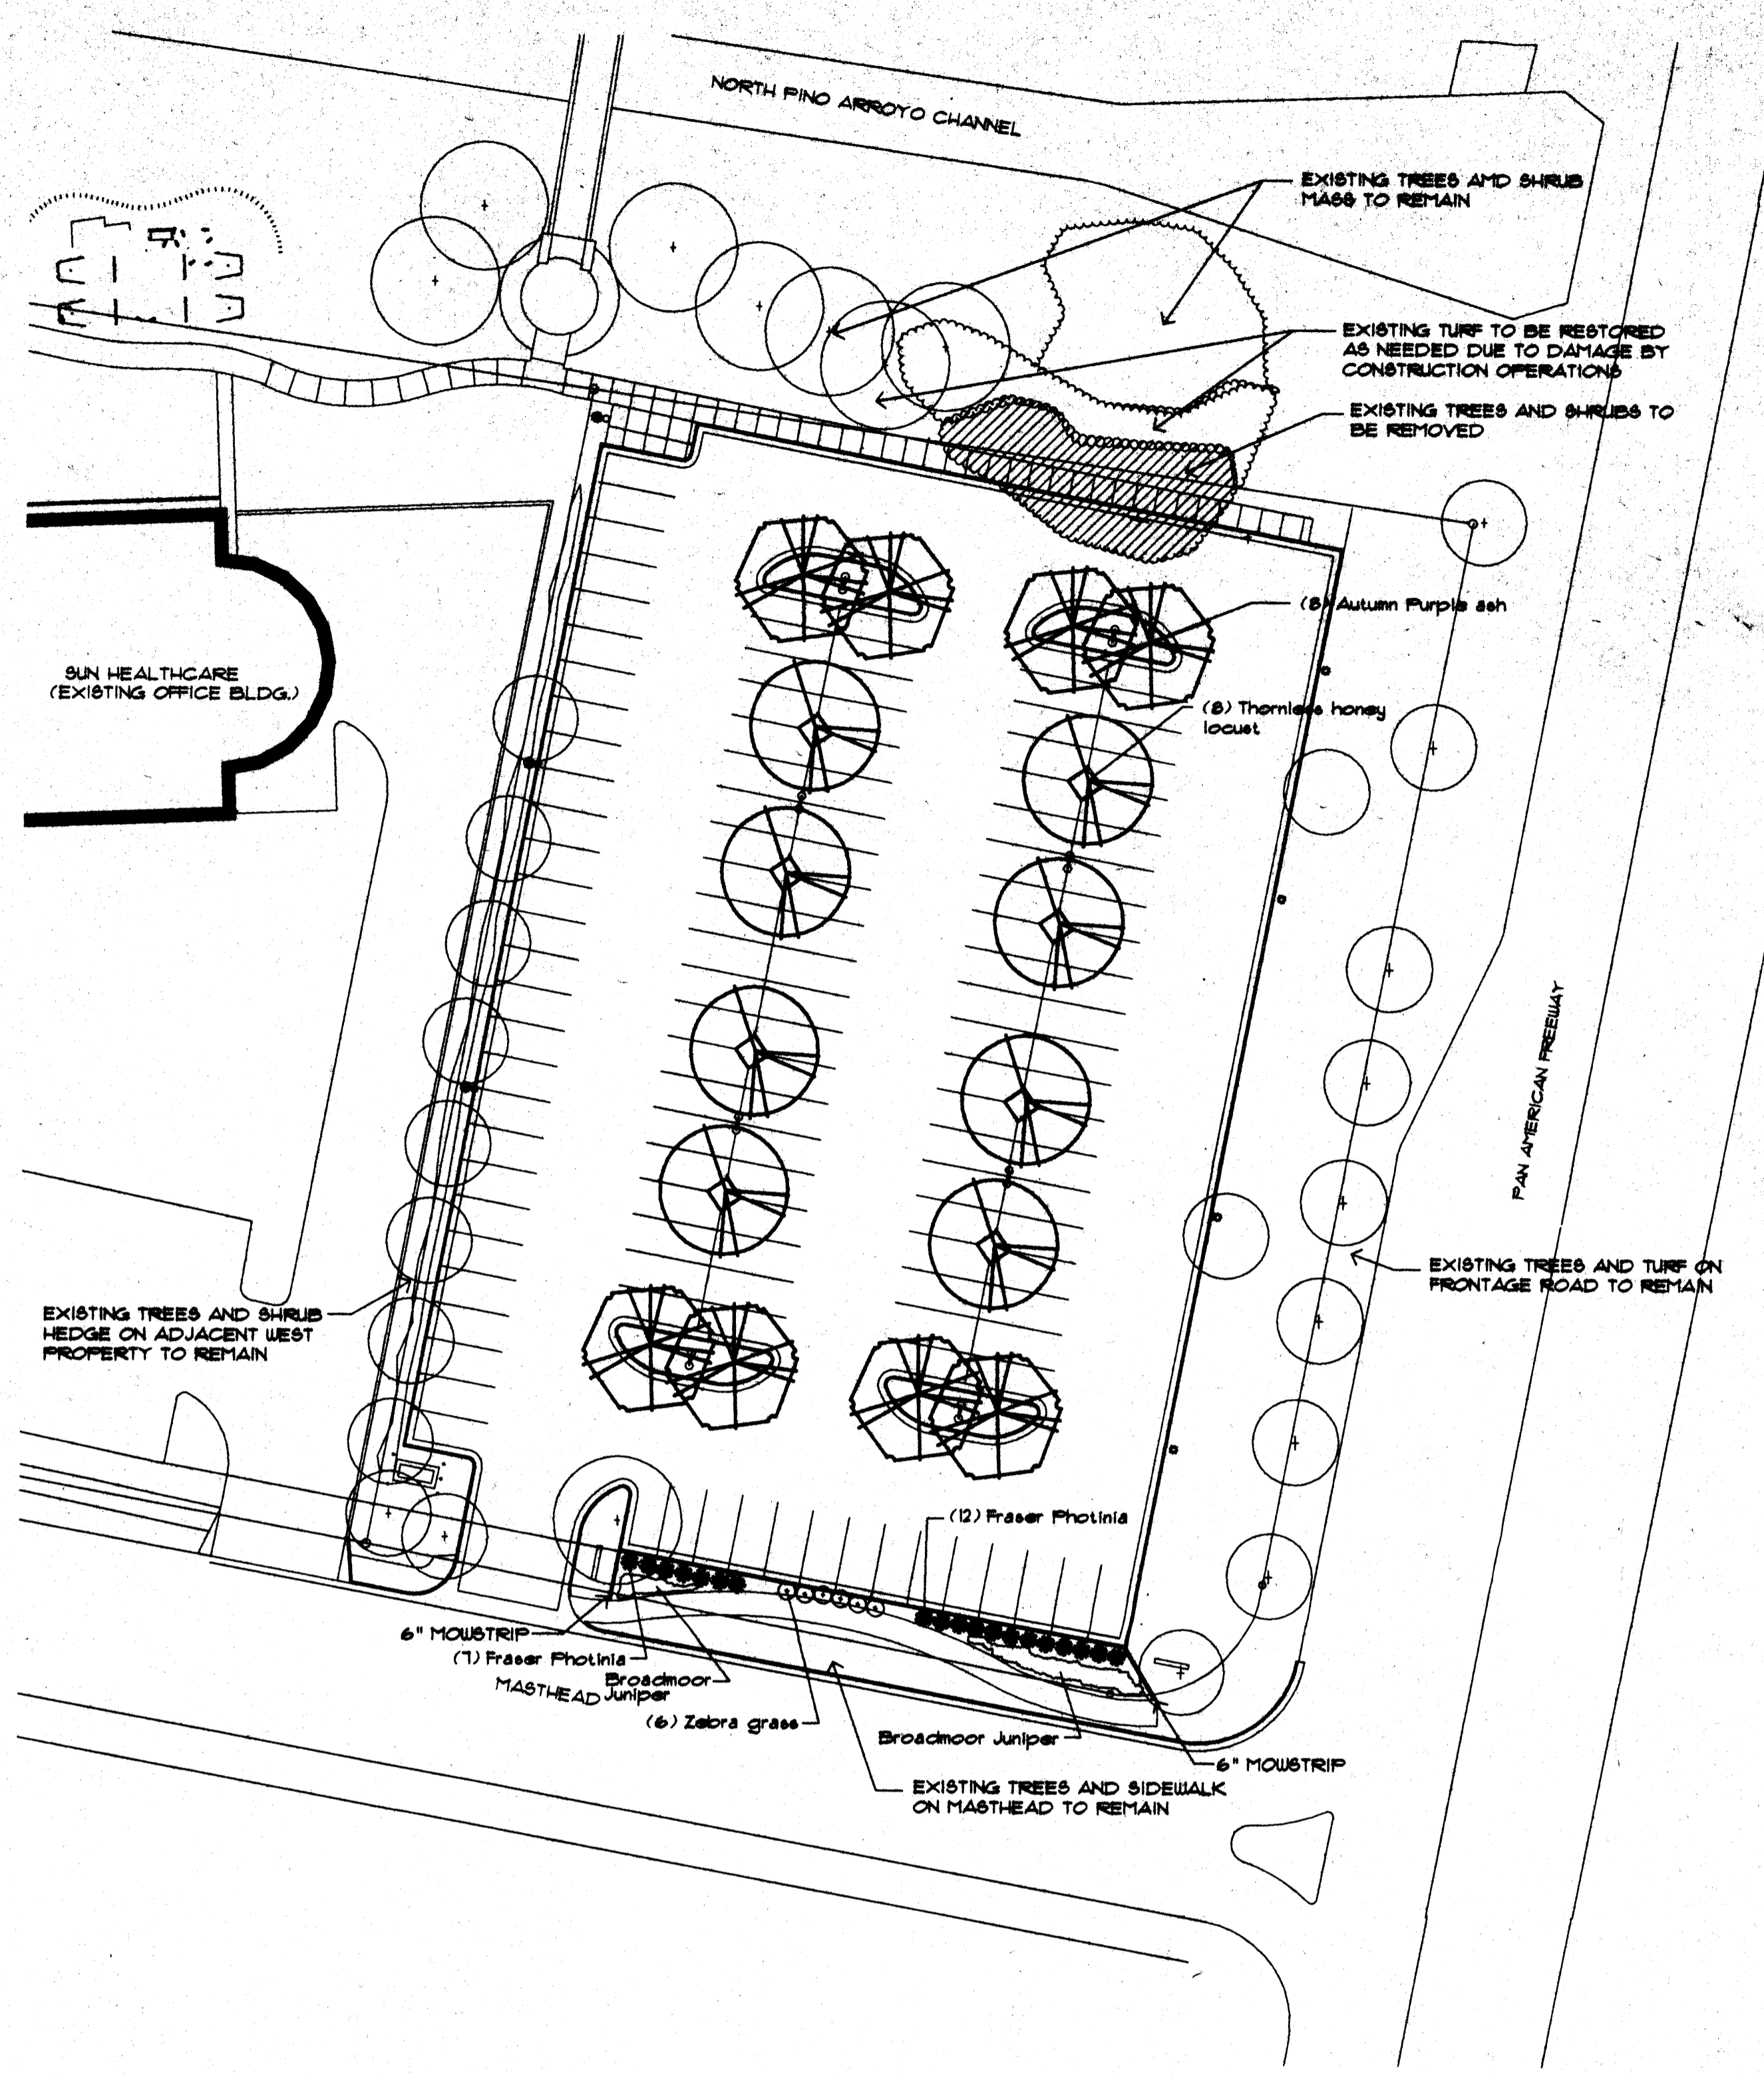 NORTH PINO ARROYO CHANNEL
EXISTING TREES AMD SHRUB
MASS TO REMAIN
EXISTING TURF TO BE RESTORED
AS NEEDED DUE TO DAMAGE BY
CONSTRUCTION OPERATIONS
EXISTING TREES AND SHRUBS TO
BE REMOVED
(8) Autumn Purple ash
SUN HEALTHCARE
(EXISTING OFFICE BLDG.)
(8) Thornless honey
locust
PAN AMERICAN FREEWAY
EXISTING TREES AND TURF ON
FRONTAGE ROAD TO REMAIN
EXISTING TREES AND SHRUB
HEDGE ON ADJACENT WEST
PROPERTY TO REMAIN
(12) Fraser Photinia
6" MOWSTRIP
(7) Fraser Photinia
Broadmoor
Juniper
MASTHEAD
(6) Zebra grass
Broadmoor Juniper
6" MOWSTRIP
EXISTING TREES AND SIDEWALK
ON MASTHEAD TO REMAIN